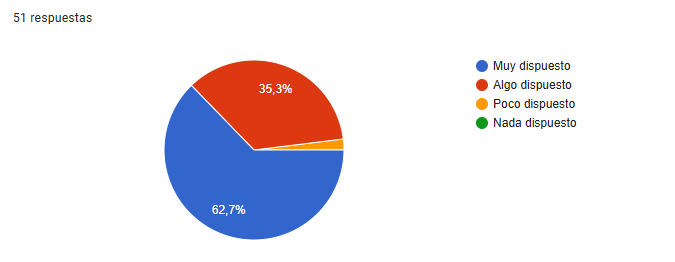 51 respuestas
Muy dispuesto
Algo dispuesto
Poco dispuesto
Nada dispuesto
35,3%
62,7%